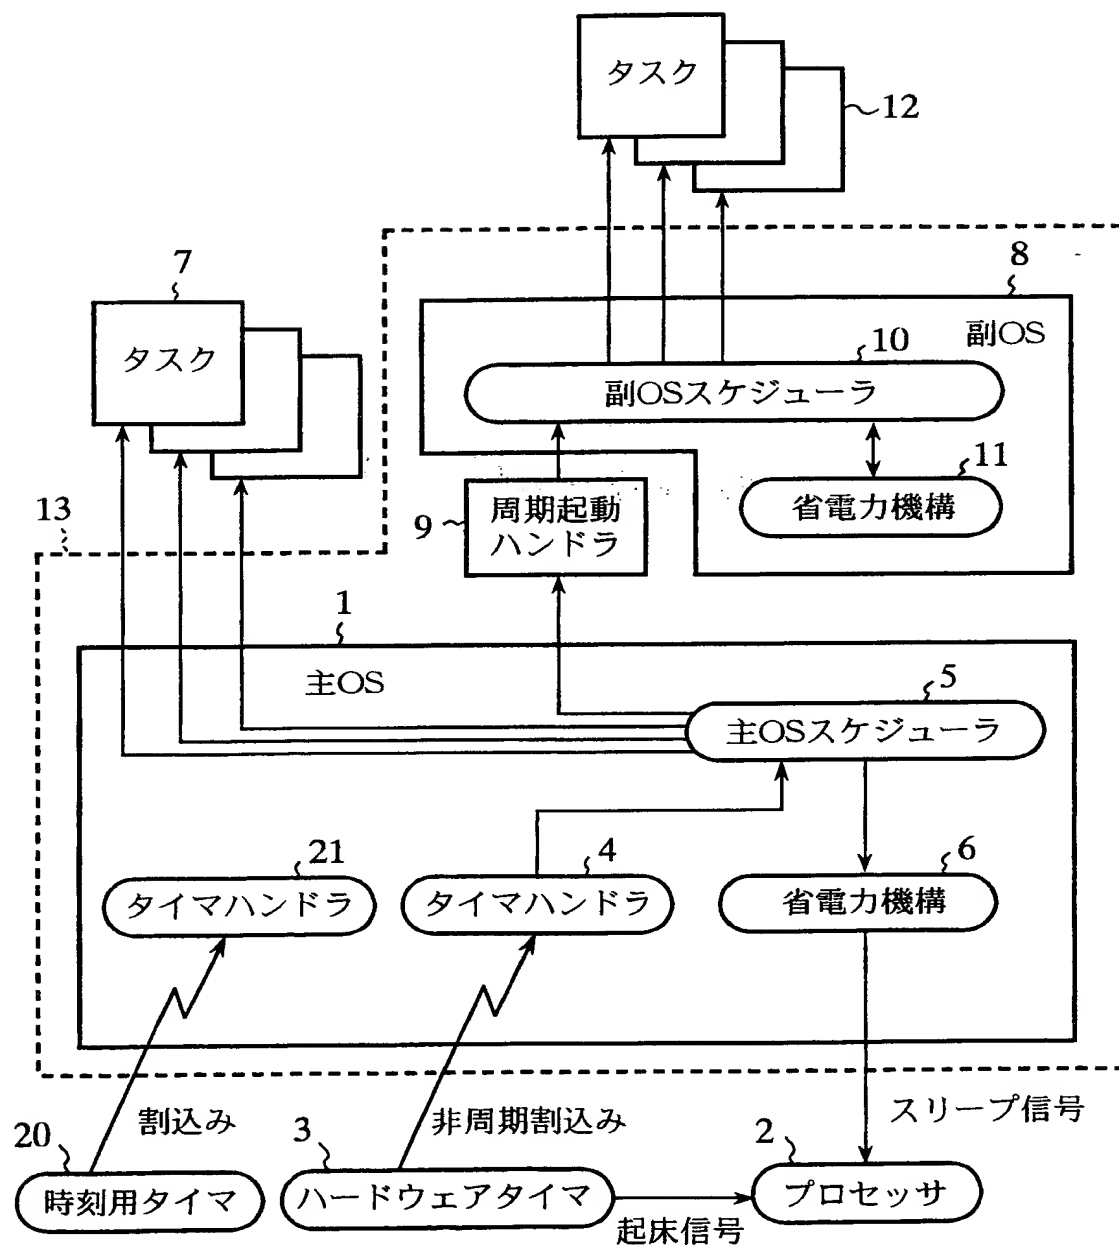 タスク
12
7
8
タスク
副OS
10
副OSスケジューラ
11
省電力機構
9
周期起動
ハンドラ
13
1
主OS
5
主OSスケジューラ
21
4
6
タイマハンドラ
タイマハンドラ
省電力機構
割込み
非周期割込み
スリープ信号
20
3
2
時刻用タイマ
ハードウェアタイマ
プロセッサ
起床信号